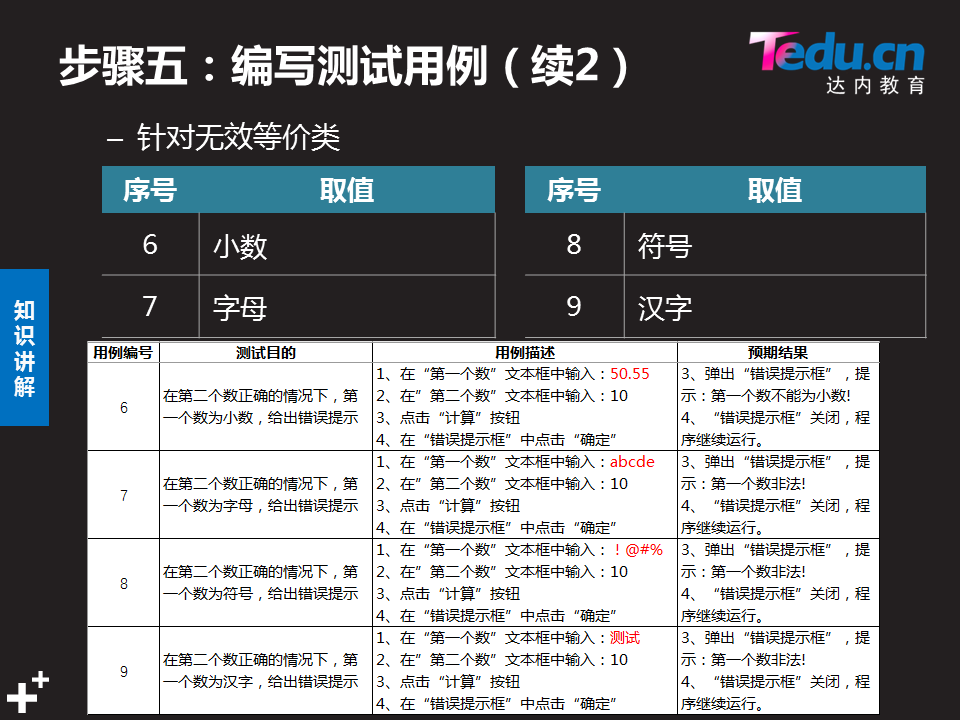 步骤五：编写测试用例（续2）
Tedu.cn
达内教育
– 针对无效等价类
序号 取值
6 小数
7 字母
序号 取值
8 符号
9 汉字
知识讲解
用例编号 测试目的 用例描述 预期结果
6
在第二个数正确的情况下，第
一个数为小数，给出错误提示
1、在“第一个数”文本框中输入：50.55
2、在”第二个数”文本框中输入：10
3、点击“计算”按钮
4、在“错误提示框”中点击“确定”
3、弹出“错误提示框”，提
示：第一个数不能为小数!
4、“错误提示框”关闭，程
序继续运行。
7
在第二个数正确的情况下，第
一个数为字母，给出错误提示
1、在“第一个数”文本框中输入：abcde
2、在”第二个数”文本框中输入：10
3、点击“计算”按钮
4、在“错误提示框”中点击“确定”
3、弹出“错误提示框”，提
示：第一个数非法!
4、“错误提示框”关闭，程
序继续运行。
8
在第二个数正确的情况下，第
一个数为符号，给出错误提示
1、在“第一个数”文本框中输入：！@#%
2、在”第二个数”文本框中输入：10
3、点击“计算”按钮
4、在“错误提示框”中点击“确定”
3、弹出“错误提示框”，提
示：第一个数非法!
4、“错误提示框”关闭，程
序继续运行。
9
在第二个数正确的情况下，第
一个数为汉字，给出错误提示
1、在“第一个数”文本框中输入：测试
2、在”第二个数”文本框中输入：10
3、点击“计算”按钮
4、在“错误提示框”中点击“确定”
3、弹出“错误提示框”，提
示：第一个数非法!
4、“错误提示框”关闭，程
序继续运行。